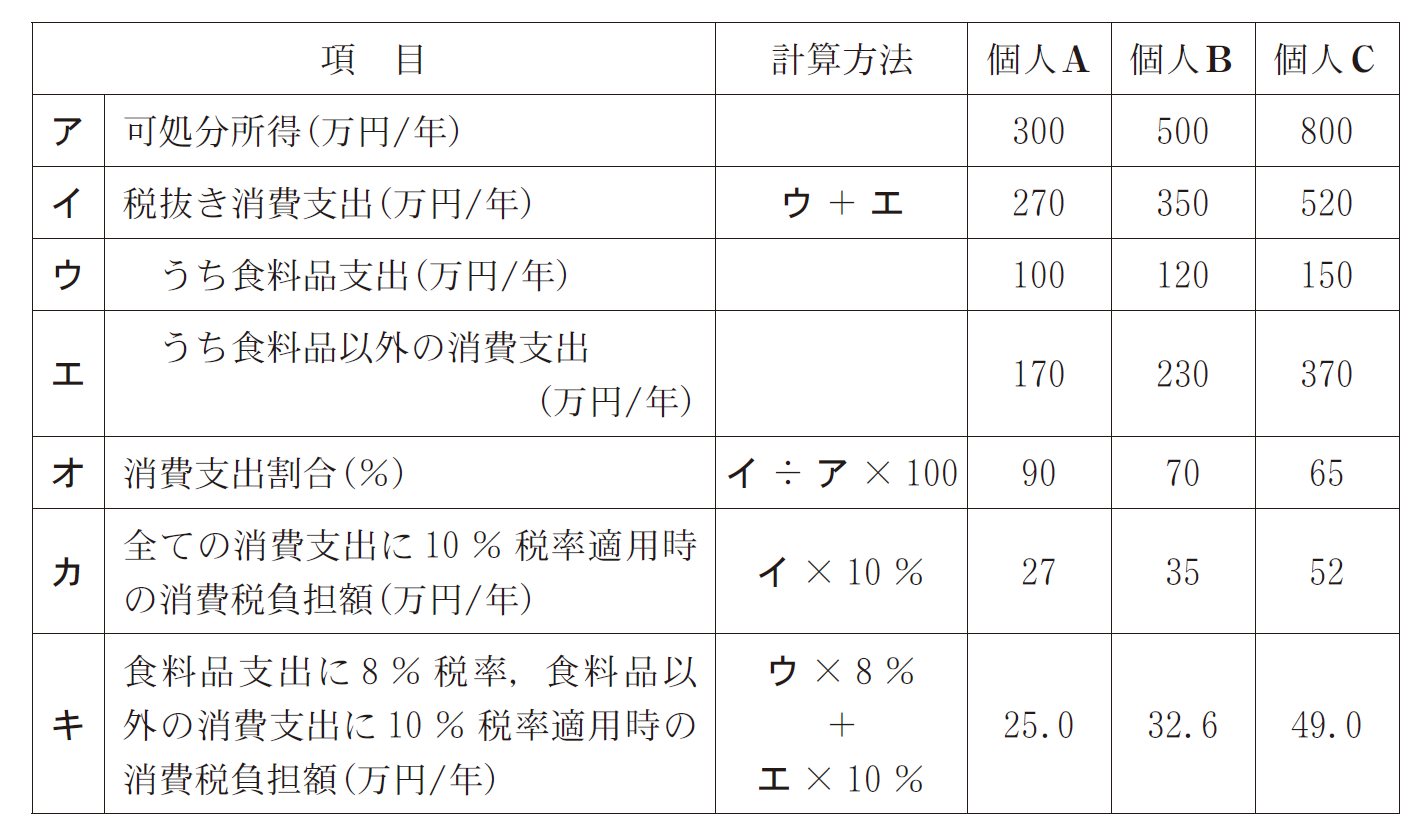 項 目 計算方法 個人A 個人B 個人C
ア 可処分所得(万円/年) 300 500 800
イ 税抜き消費支出(万円/年) ウ + エ 270 350 520
ウ うち食料品支出(万円/年) 100 120 150
エ うち食料品以外の消費支出
(万円/年) 170 230 370
オ 消費支出割合(%) イ ÷ ア × 100 90 70 65
カ 全ての消費支出に 10 % 税率適用時
の消費税負担額(万円/年) イ × 10 % 27 35 52
キ 食料品支出に 8 % 税率,食料品以
外の消費支出に 10 % 税率適用時の
消費税負担額(万円/年) ウ × 8 %
+
エ × 10 % 25.0 32.6 49.0